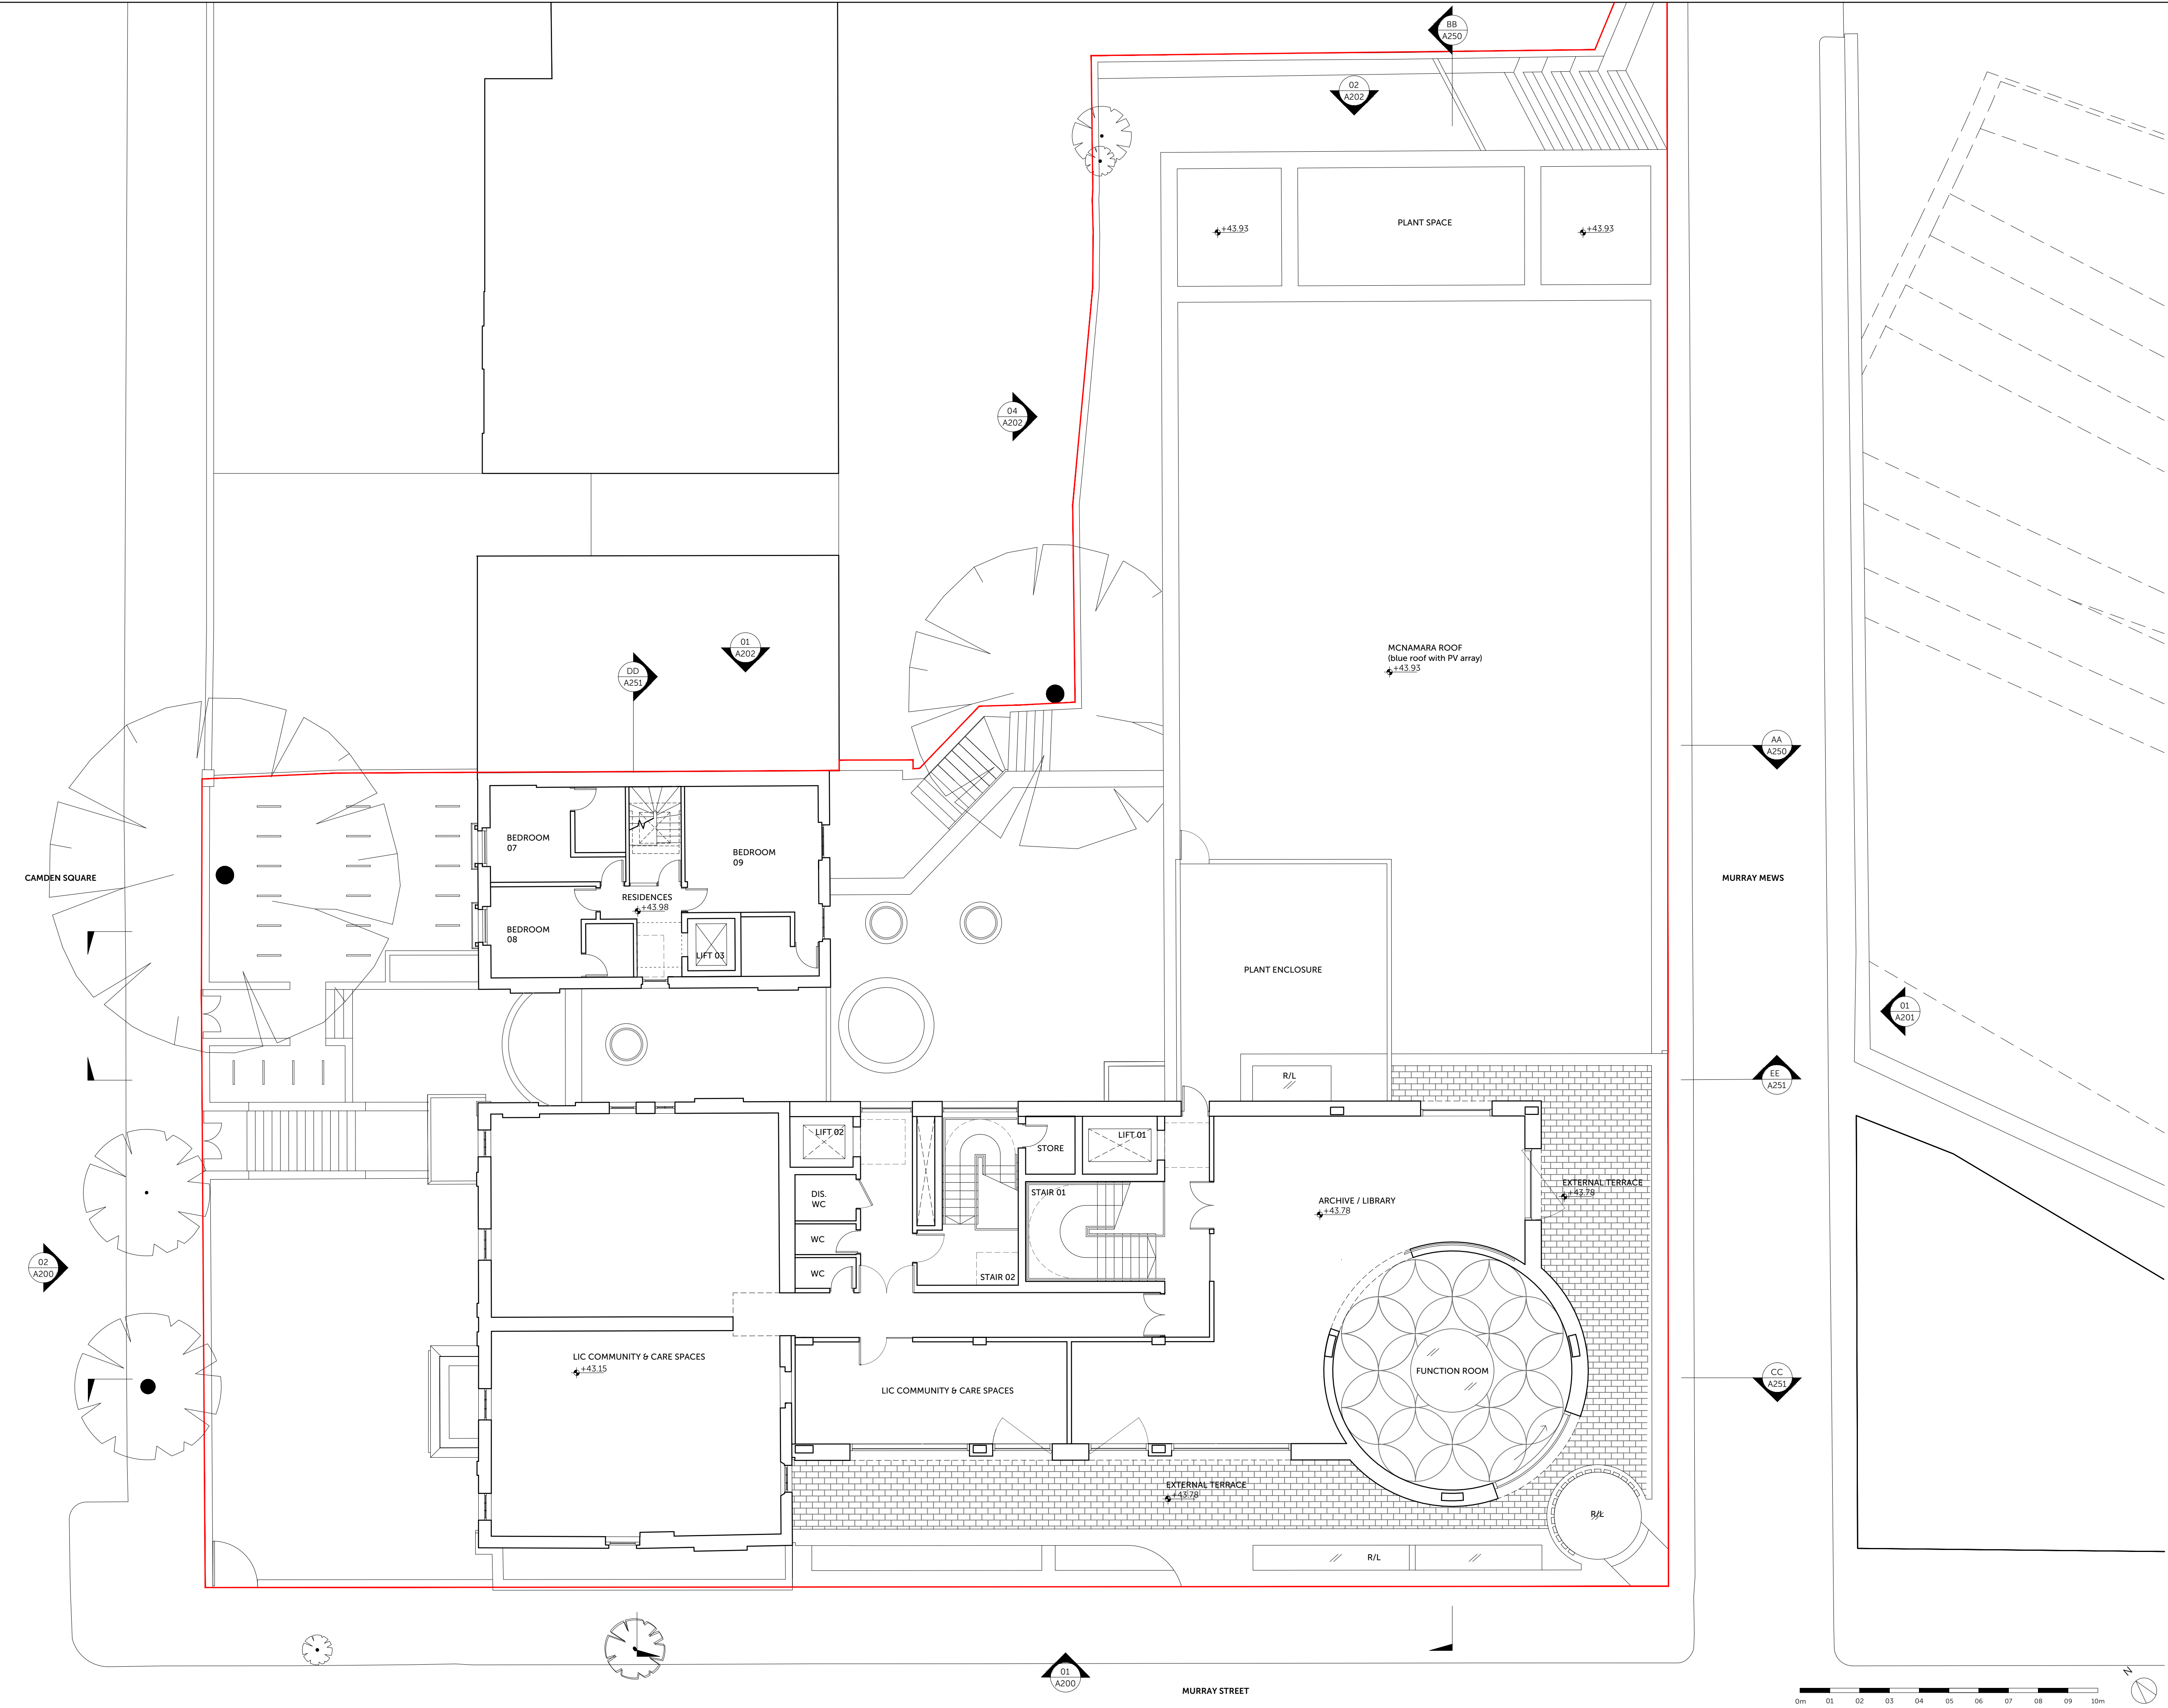 BB
A250
02
A202
+43.93
PLANT SPACE
+43.93
04
A202
01
A202
DD
A251
MCNAMARA ROOF
(blue roof with PV array)
+43.93
AA
A250
CAMDEN SQUARE
BEDROOM
07
BEDROOM
09
RESIDENCES
+43.98
BEDROOM
08
LIFT 03
MURRAY MEWS
PLANT ENCLOSURE
01
A201
R/L
EE
A251
LIFT 02
STORE
LIFT 01
DIS.
WC
WC
WC
STAIR 01
STAIR 02
ARCHIVE / LIBRARY
+43.78
EXTERNAL TERRACE
+43.78
02
A200
LIC COMMUNITY & CARE SPACES
+43.15
LIC COMMUNITY & CARE SPACES
FUNCTION ROOM
CC
A251
EXTERNAL TERRACE
+43.78
R/L
R/L
01
A200
MURRAY STREET
N
0m 01 02 03 04 05 06 07 08 09 10m